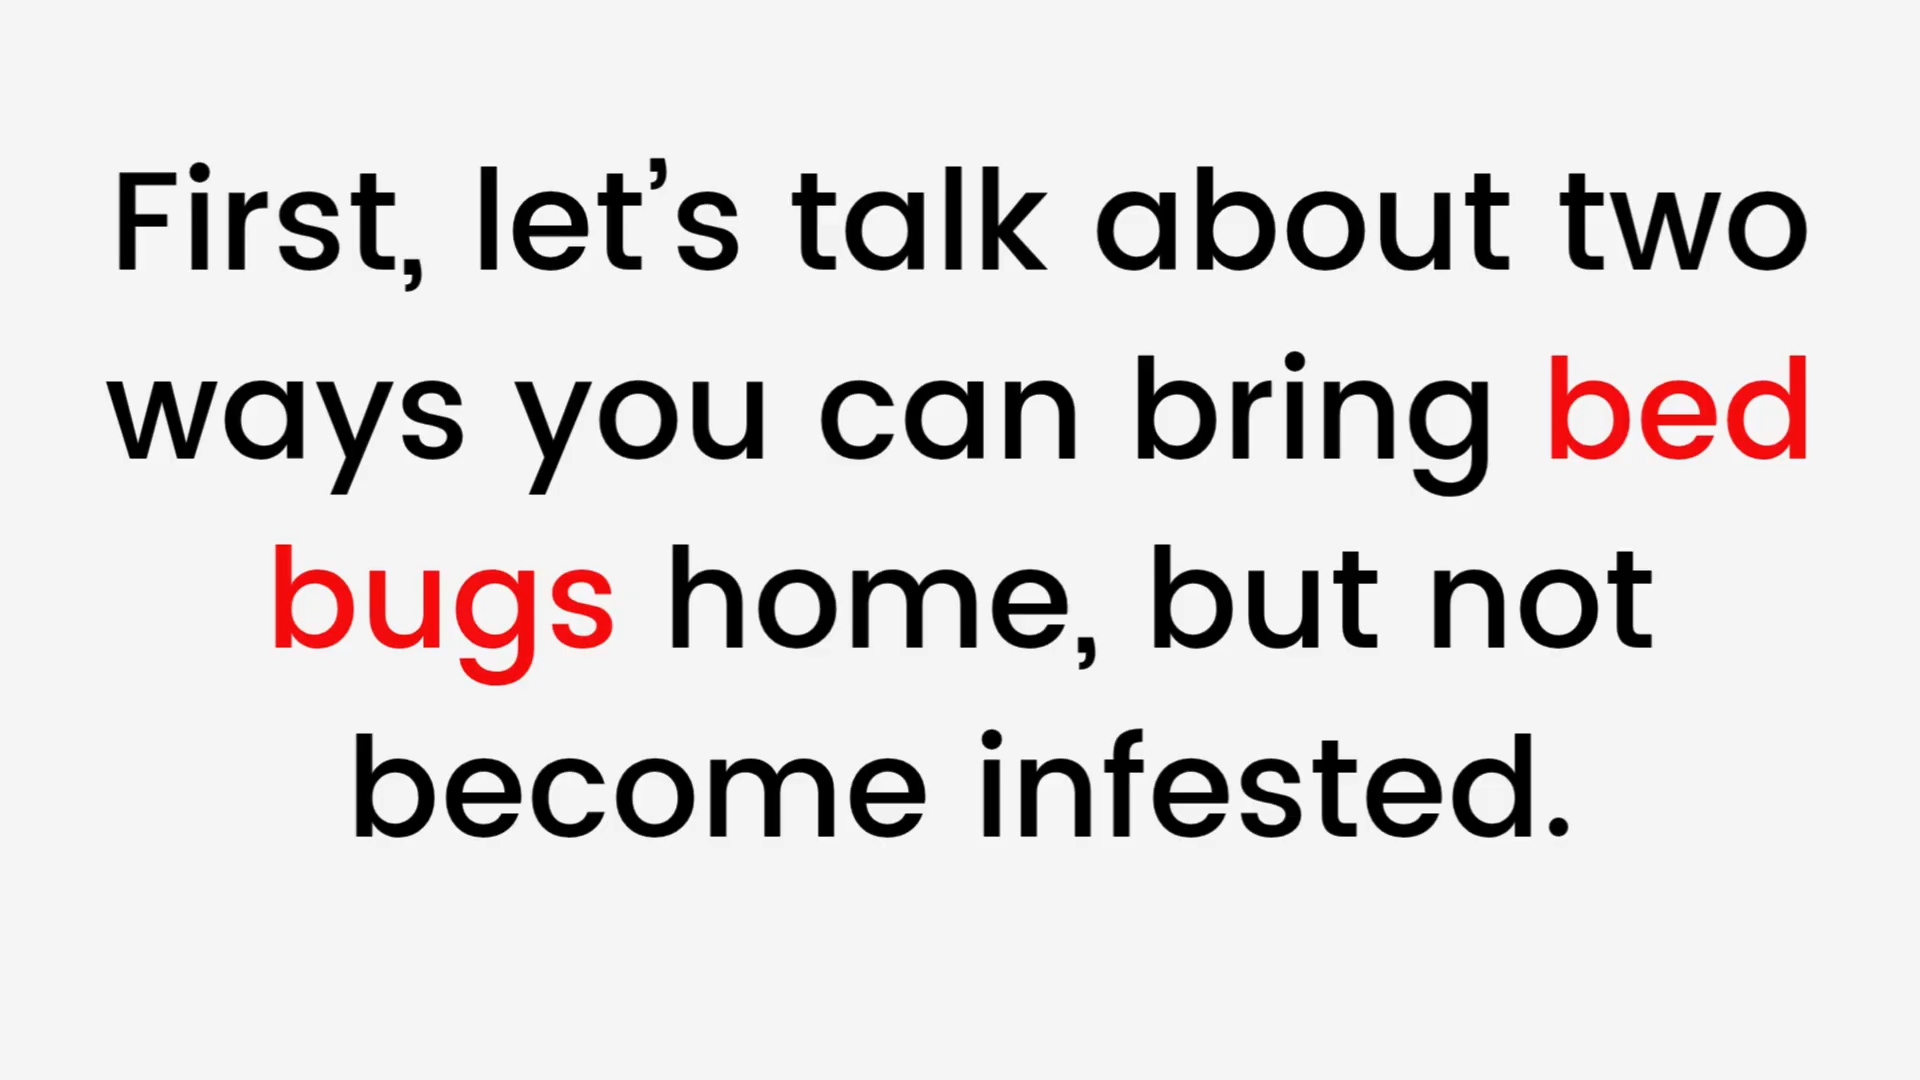 First, let’s talk about two
ways you can bring bed
bugs home, but not
become infested.